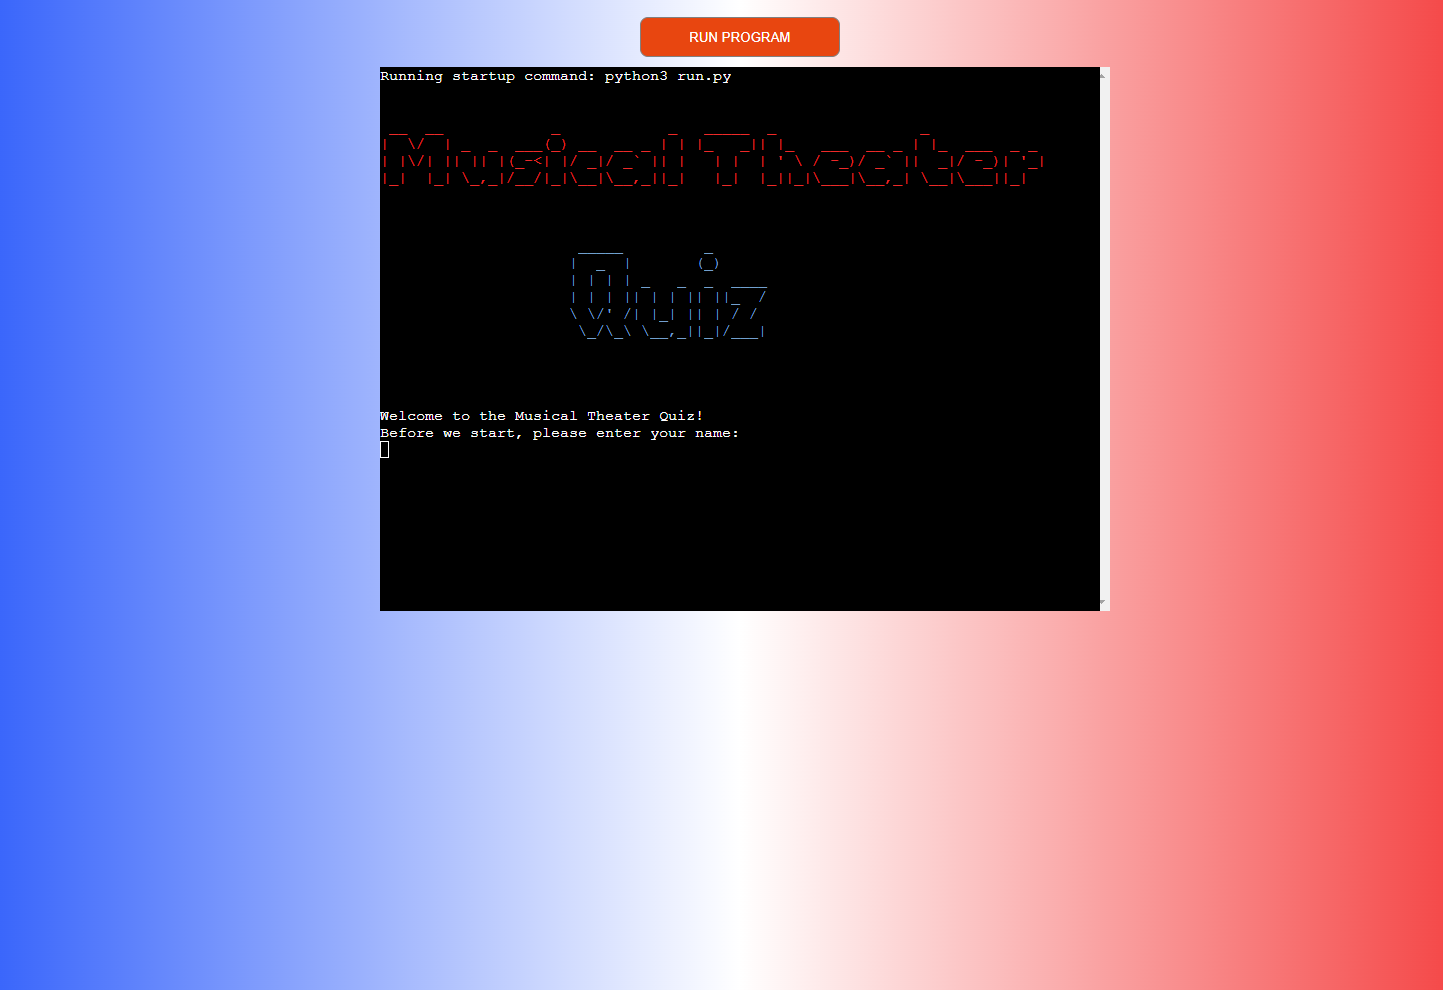 RUN PROGRAM
Running startup command: python3 run.py
Musical Theater
Quiz
Welcome to the Musical Theater Quiz!
Before we start, please enter your name: